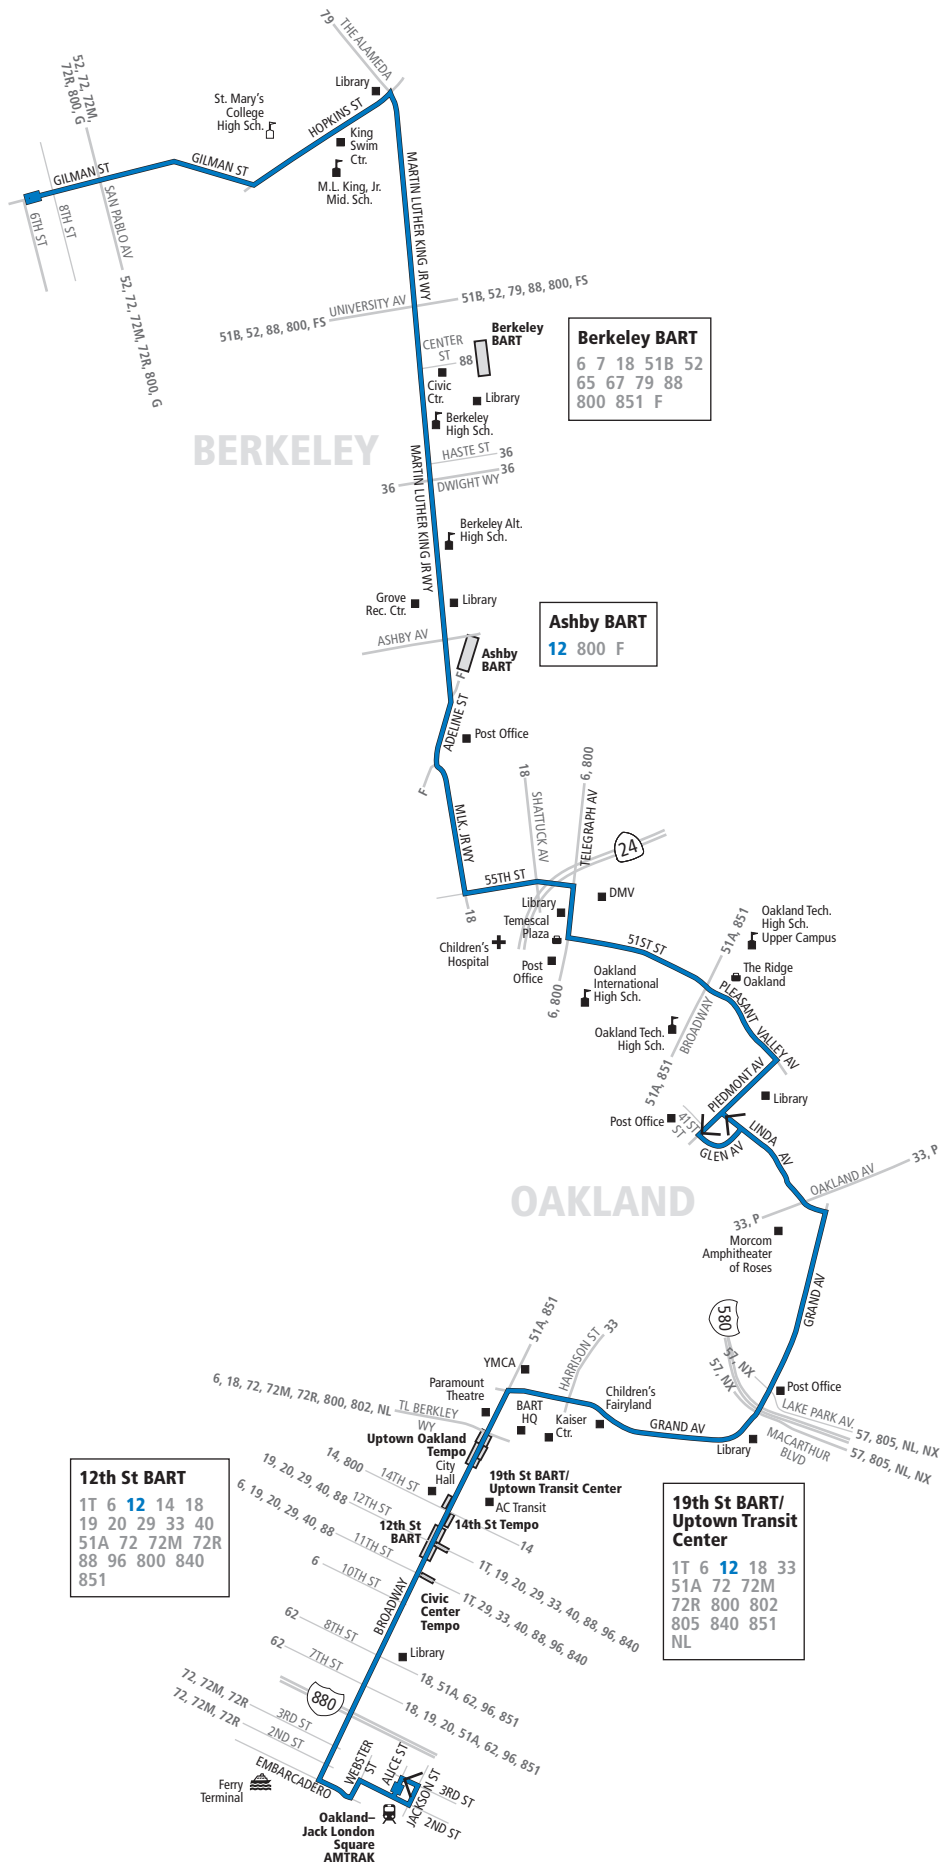 79
THE ALAMEDA
52, 72, 72M,
72R, 800, G
Library
St. Mary's
College
High Sch.
HOPKINS ST
King
Swim
Ctr.
M.L. King, Jr.
Mid. Sch.
GILMAN ST
GILMAN ST
6TH ST
8TH ST
SAN PABLO AV
52, 72, 72M, 72R, 800, G
MARTIN LUTHER KING JR WY
51B, 52, 88, 800, FS
UNIVERSITY AV
51B, 52, 79, 88, 800, FS
CENTER
ST
88
Berkeley
BART
Civic
Ctr.
Library
Berkeley
High Sch.
Berkeley BART
6 7 18 51B 52
65 67 79 88
800 851 F
BERKELEY
HASTE ST
36
36
DWIGHT WY
36
MARTIN LUTHER KING JR WY
Berkeley Alt.
High Sch.
Grove
Rec. Ctr.
Library
ASHBY AV
Ashby
BART
F
Ashby BART
12 800 F
ADELINE ST
Post Office
F
MLK. JR WY
18
SHATTUCK AV
6, 800
TELEGRAPH AV
24
55TH ST
18
Library
DMV
Temescal
Plaza
Children's
Hospital
Post
Office
6, 800
51ST ST
Oakland
International
High Sch.
Oakland Tech.
High Sch.
51A, 851
BROADWAY
51A, 851
Oakland Tech.
High Sch.
Upper Campus
The Ridge
Oakland
PLEASANT VALLEY AV
PIEDMONT AV
Library
Post Office
41ST
ST
GLEN AV
LINDA AV
OAKLAND AV
33, P
33, P
OAKLAND
Morcom
Amphitheater
of Roses
GRAND AV
580
57, NX
57, NX
Post Office
LAKE PARK AV.
57, 805, NL, NX
MACARTHUR
BLVD
57, 805, NL, NX
Library
GRAND AV
51A, 851
HARRISON ST
33
YMCA
Paramount
Theatre
BART
HQ
Kaiser
Ctr.
Children's
Fairyland
6, 18, 72, 72M, 72R, 800, 802, NL
TL BERKLEY
WY
Uptown Oakland
Tempo
City
Hall
19th St BART/
Uptown Transit Center
AC Transit
14, 800
14TH ST
14th St Tempo
14
19, 20, 29, 40, 88
12TH ST
12th St
BART
6, 19, 20, 29, 40, 88
11TH ST
1T, 19, 20, 29, 33, 40, 88, 96, 840
6
10TH ST
Civic
Center
Tempo
1T, 29, 33, 40, 88, 96, 840
BROADWAY
12th St BART
1T 6 12 14 18
19 20 29 33 40
51A 72 72M 72R
88 96 800 840
851
19th St BART/
Uptown Transit
Center
1T 6 12 18 33
51A 72 72M
72R 800 802
805 840 851
NL
62
8TH ST
Library
18, 51A, 62, 96, 851
62
7TH ST
18, 19, 20, 51A, 62, 96, 851
880
72, 72M, 72R
3RD ST
72, 72M, 72R
2ND ST
EMBARCADERO
WEBSTER
ST
ALICE ST
JACKSON ST
3RD ST
2ND ST
Ferry
Terminal
Oakland–
Jack London
Square
AMTRAK